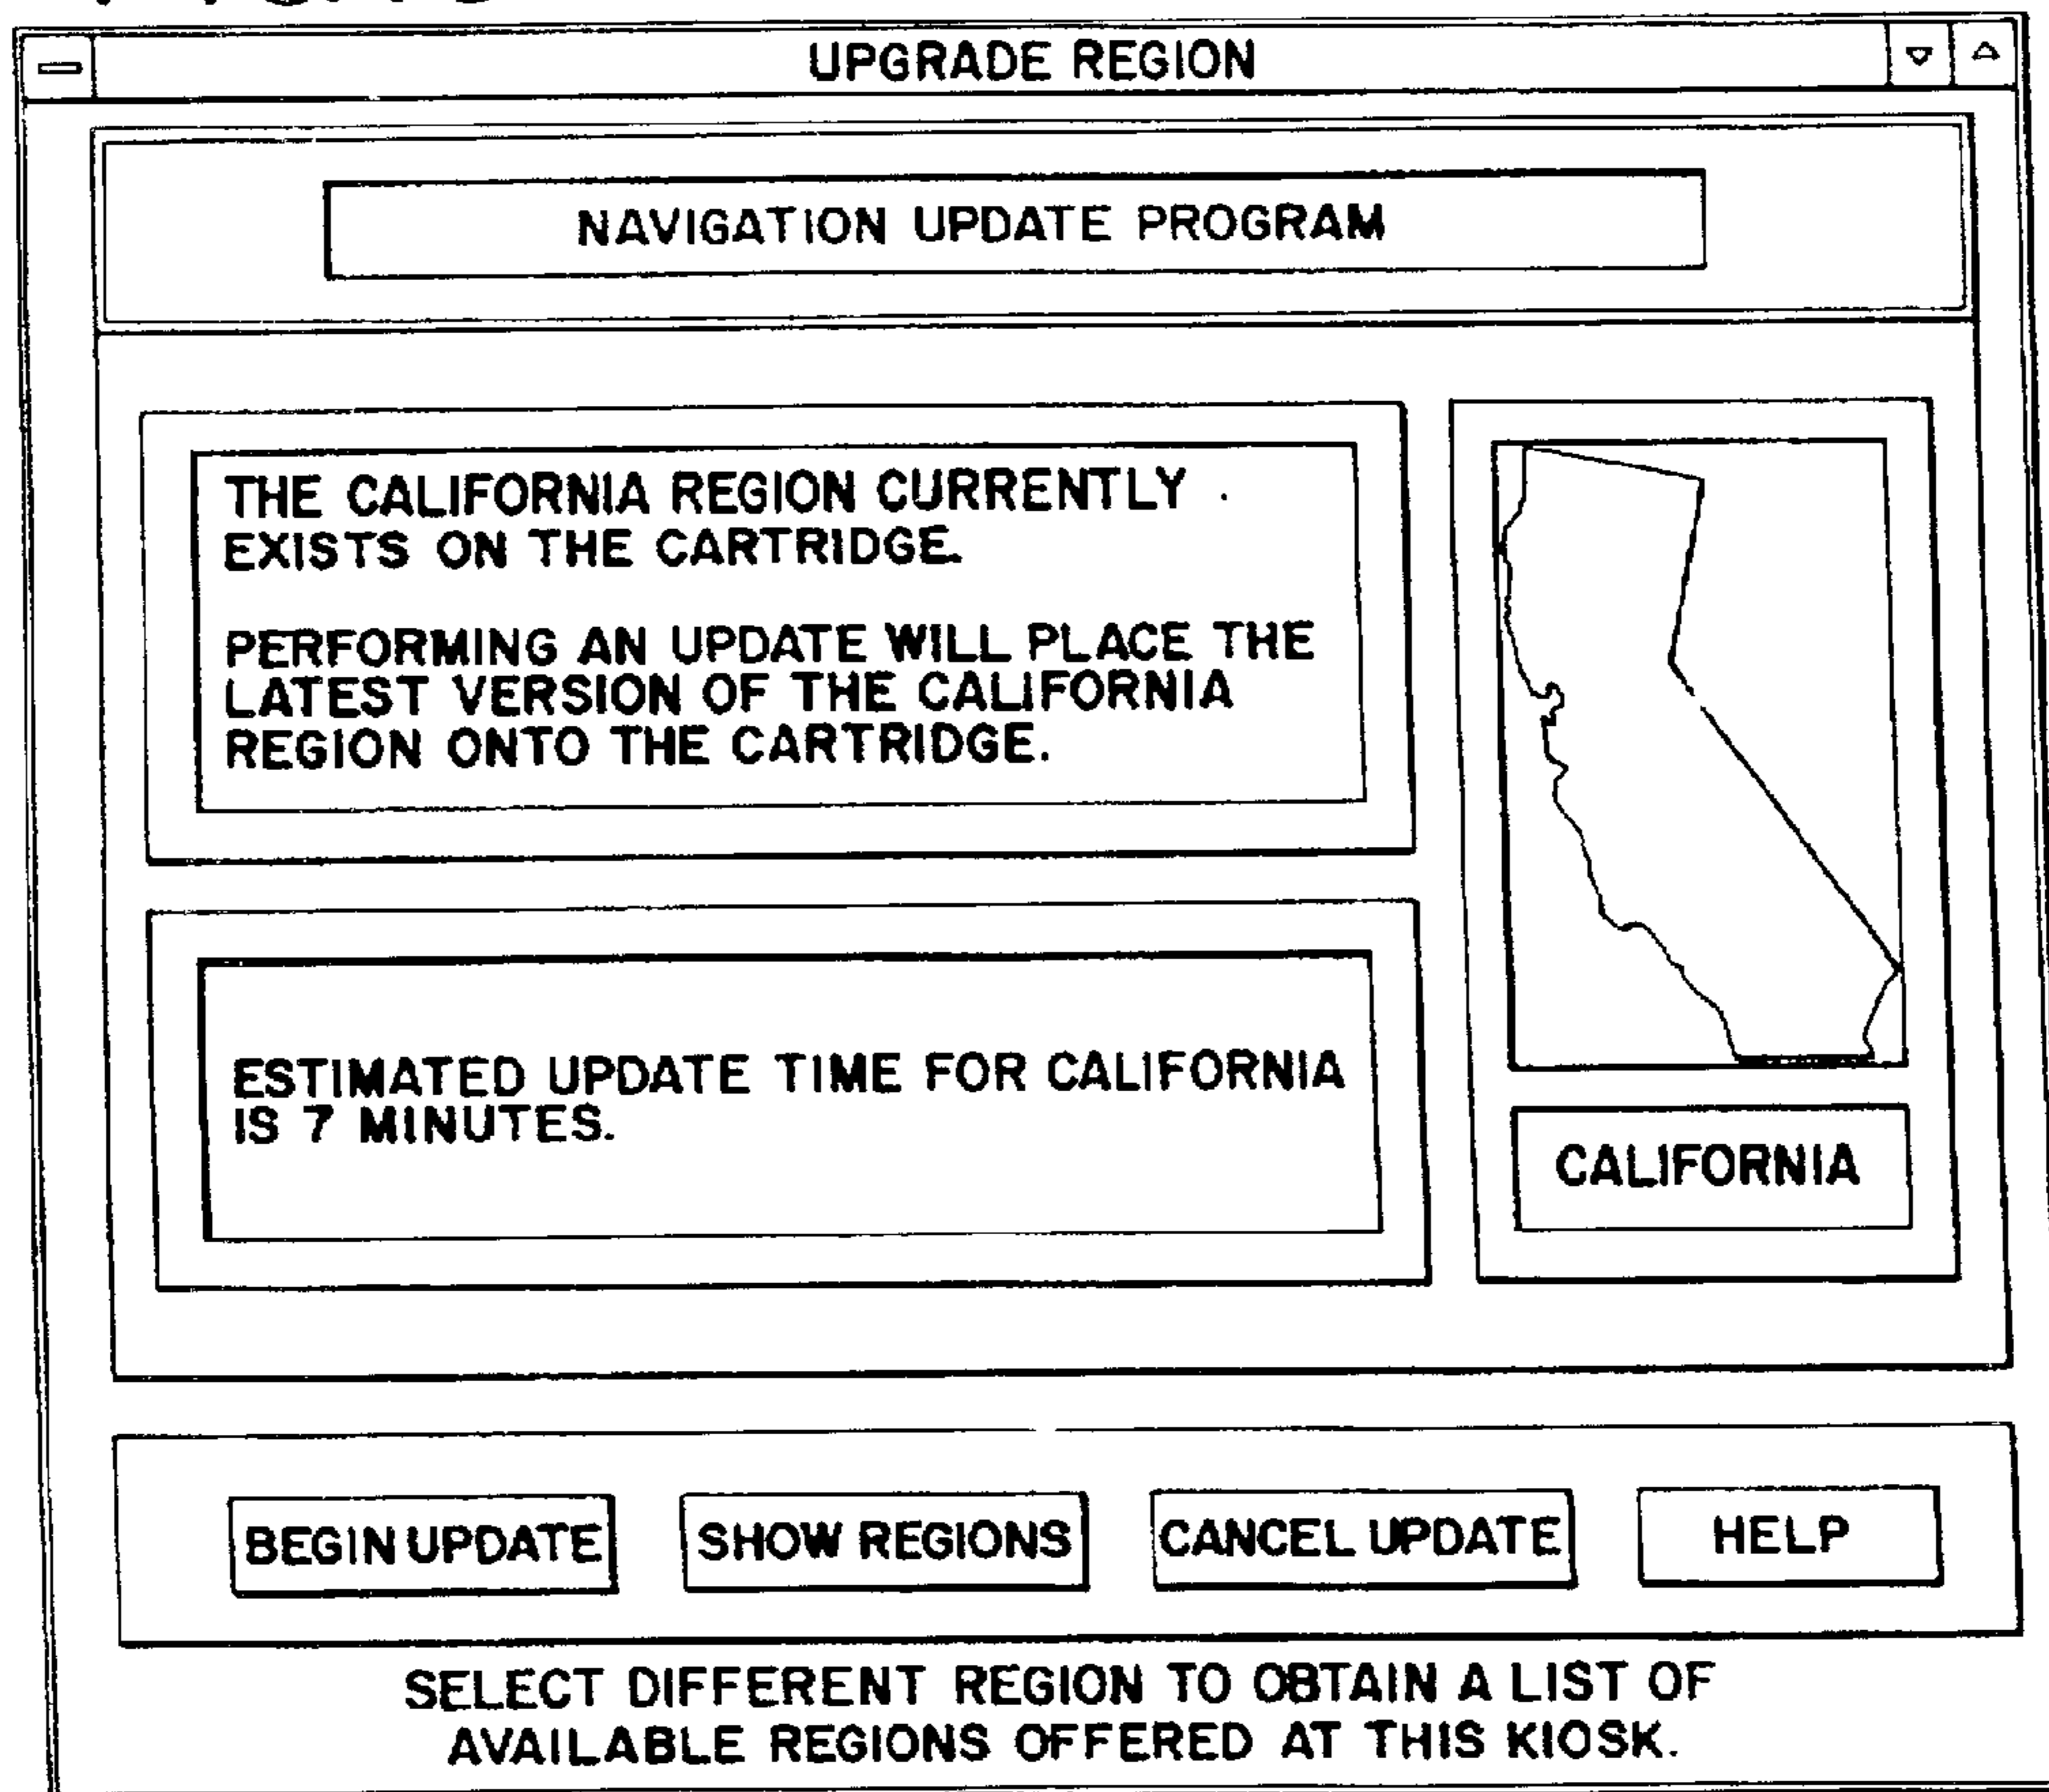 UPGRADE REGION
NAVIGATION UPDATE PROGRAM
THE CALIFORNIA REGION CURRENTLY
EXISTS ON THE CARTRIDGE.
PERFORMING AN UPDATE WILL PLACE THE
LATEST VERSION OF THE CALIFORNIA
REGION ONTO THE CARTRIDGE.
ESTIMATED UPDATE TIME FOR CALIFORNIA
IS 7 MINUTES.
CALIFORNIA
BEGIN UPDATE
SHOW REGIONS
CANCEL UPDATE
HELP
SELECT DIFFERENT REGION TO OBTAIN A LIST OF
AVAILABLE REGIONS OFFERED AT THIS KIOSK.